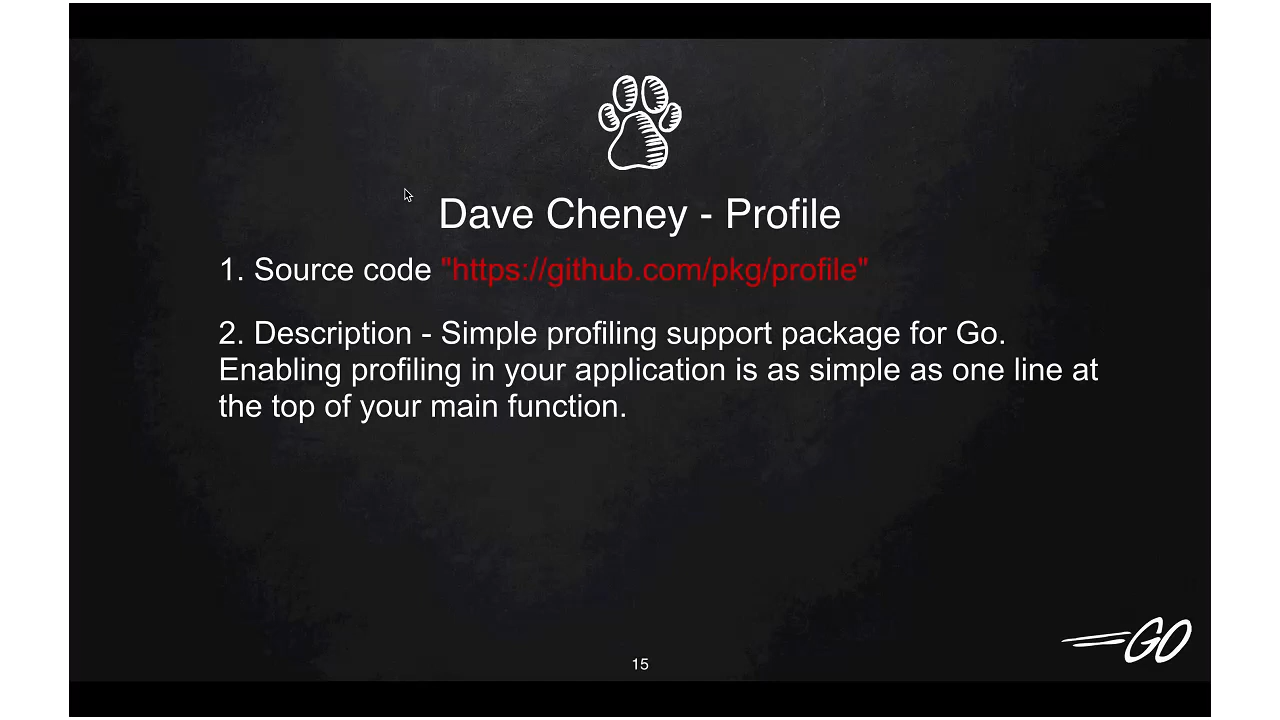 Dave Cheney - Profile
1. Source code "https://github.com/pkg/profile"
2. Description - Simple profiling support package for Go.
Enabling profiling in your application is as simple as one line at
the top of your main function.
GO
15